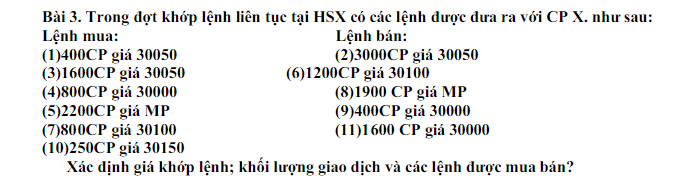 Bài 3. Trong đợt khớp lệnh liên tục tại HSX có các lệnh được đưa ra với CP X. như sau:
Lệnh mua: Lệnh bán:
(1)400CP giá 30050 (2)3000CP giá 30050
(3)1600CP giá 30050 (6)1200CP giá 30100
(4)800CP giá 30000 (8)1900 CP giá MP
(5)2200CP giá MP (9)400CP giá 30000
(7)800CP giá 30100 (11)1600 CP giá 30000
(10)250CP giá 30150
Xác định giá khớp lệnh; khối lượng giao dịch và các lệnh được mua bán?